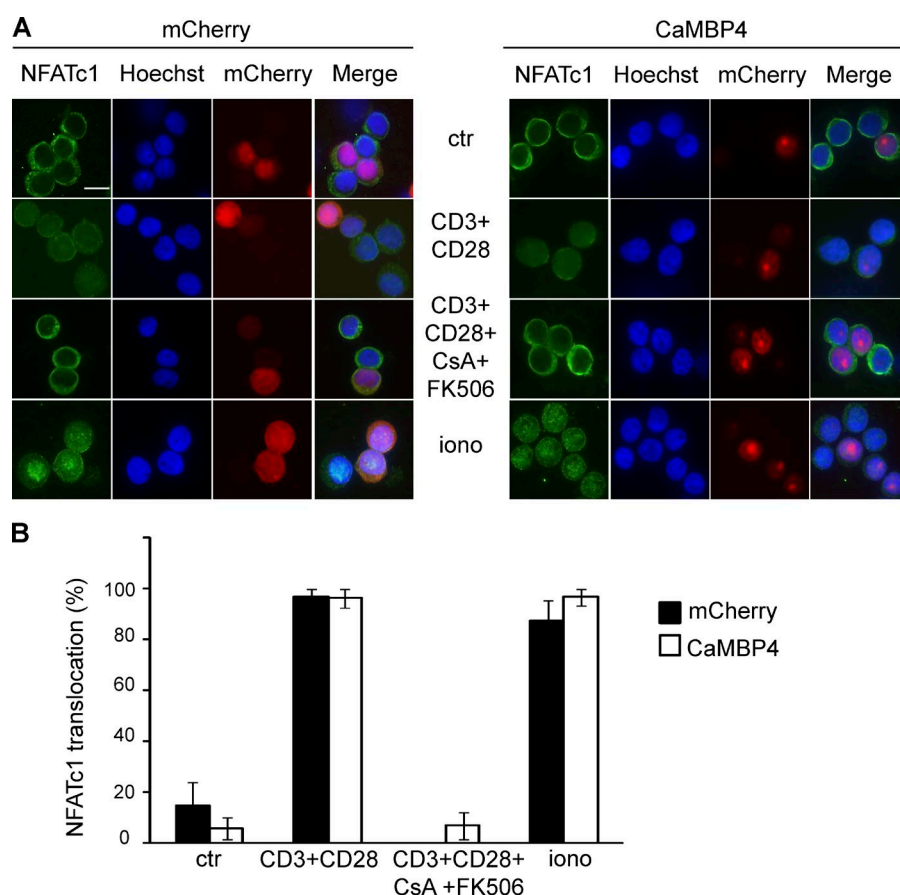 A
mCherry
CaMBP4
NFATc1 Hoechst mCherry Merge
NFATc1 Hoechst mCherry Merge
ctr
CD3+
CD28
CD3+
CD28+
CsA+
FK506
iono
B
NFATc1 translocation (%)
100
80
60
40
20
0
mCherry
CaMBP4
ctr
CD3+CD28
CD3+CD28+
CsA +FK506
iono